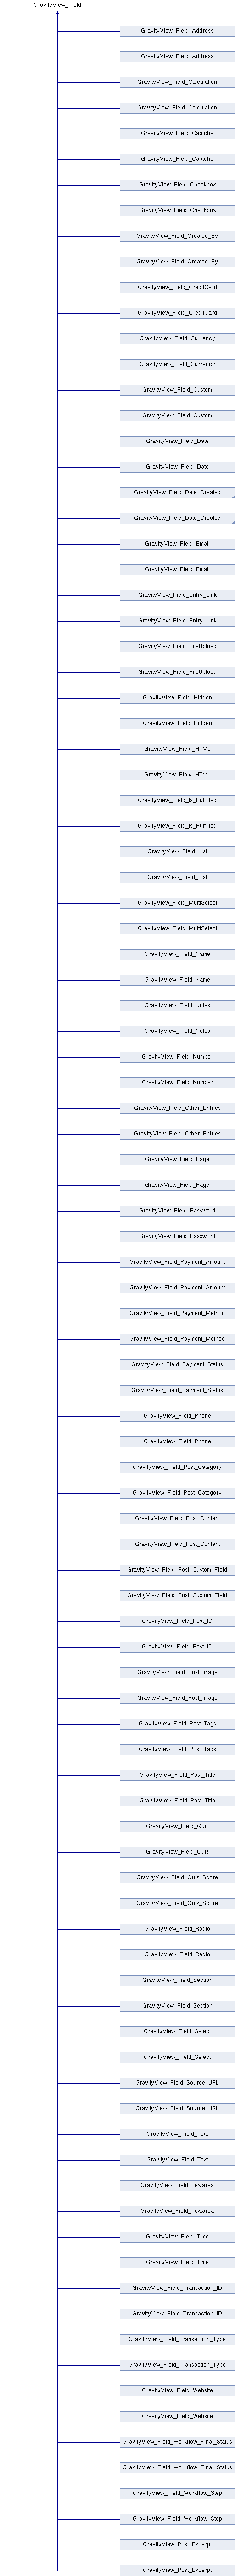 GravityView_Field
GravityView_Field_Address
GravityView_Field_Address
GravityView_Field_Calculation
GravityView_Field_Calculation
GravityView_Field_Captcha
GravityView_Field_Captcha
GravityView_Field_Checkbox
GravityView_Field_Checkbox
GravityView_Field_Created_By
GravityView_Field_Created_By
GravityView_Field_CreditCard
GravityView_Field_CreditCard
GravityView_Field_Currency
GravityView_Field_Currency
GravityView_Field_Custom
GravityView_Field_Custom
GravityView_Field_Date
GravityView_Field_Date
GravityView_Field_Date_Created
GravityView_Field_Date_Created
GravityView_Field_Email
GravityView_Field_Email
GravityView_Field_Entry_Link
GravityView_Field_Entry_Link
GravityView_Field_FileUpload
GravityView_Field_FileUpload
GravityView_Field_Hidden
GravityView_Field_Hidden
GravityView_Field_HTML
GravityView_Field_HTML
GravityView_Field_Is_Fulfilled
GravityView_Field_Is_Fulfilled
GravityView_Field_List
GravityView_Field_List
GravityView_Field_MultiSelect
GravityView_Field_MultiSelect
GravityView_Field_Name
GravityView_Field_Name
GravityView_Field_Notes
GravityView_Field_Notes
GravityView_Field_Number
GravityView_Field_Number
GravityView_Field_Other_Entries
GravityView_Field_Other_Entries
GravityView_Field_Page
GravityView_Field_Page
GravityView_Field_Password
GravityView_Field_Password
GravityView_Field_Payment_Amount
GravityView_Field_Payment_Amount
GravityView_Field_Payment_Method
GravityView_Field_Payment_Method
GravityView_Field_Payment_Status
GravityView_Field_Payment_Status
GravityView_Field_Phone
GravityView_Field_Phone
GravityView_Field_Post_Category
GravityView_Field_Post_Category
GravityView_Field_Post_Content
GravityView_Field_Post_Content
GravityView_Field_Post_Custom_Field
GravityView_Field_Post_Custom_Field
GravityView_Field_Post_ID
GravityView_Field_Post_ID
GravityView_Field_Post_Image
GravityView_Field_Post_Image
GravityView_Field_Post_Tags
GravityView_Field_Post_Tags
GravityView_Field_Post_Title
GravityView_Field_Post_Title
GravityView_Field_Quiz
GravityView_Field_Quiz
GravityView_Field_Quiz_Score
GravityView_Field_Quiz_Score
GravityView_Field_Radio
GravityView_Field_Radio
GravityView_Field_Section
GravityView_Field_Section
GravityView_Field_Select
GravityView_Field_Select
GravityView_Field_Source_URL
GravityView_Field_Source_URL
GravityView_Field_Text
GravityView_Field_Text
GravityView_Field_Textarea
GravityView_Field_Textarea
GravityView_Field_Time
GravityView_Field_Time
GravityView_Field_Transaction_ID
GravityView_Field_Transaction_ID
GravityView_Field_Transaction_Type
GravityView_Field_Transaction_Type
GravityView_Field_Website
GravityView_Field_Website
GravityView_Field_Workflow_Final_Status
GravityView_Field_Workflow_Final_Status
GravityView_Field_Workflow_Step
GravityView_Field_Workflow_Step
GravityView_Post_Excerpt
GravityView_Post_Excerpt